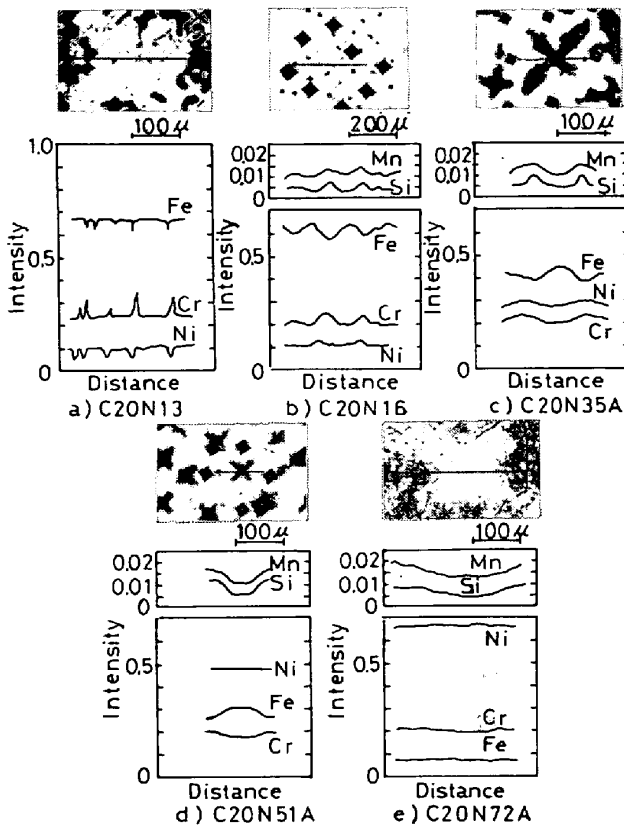 100μ
200μ
100μ
1.0
0.5
0
Intensity
Fe
Cr
Ni
Distance
a) C20N13
0.02
0.01
0
Mn
Si
0.5
0
Intensity
Fe
Cr
Ni
Distance
b) C20N16
0.02
0.01
0
Mn
Si
0.5
0
Intensity
Fe
Ni
Cr
Distance
c) C20N35A
100μ
100μ
0.02
0.01
0
Mn
Si
0.5
0
Intensity
Ni
Fe
Cr
Distance
d) C20N51A
0.02
0.01
0
Mn
Si
0.5
0
Intensity
Ni
Cr
Fe
Distance
e) C20N72A